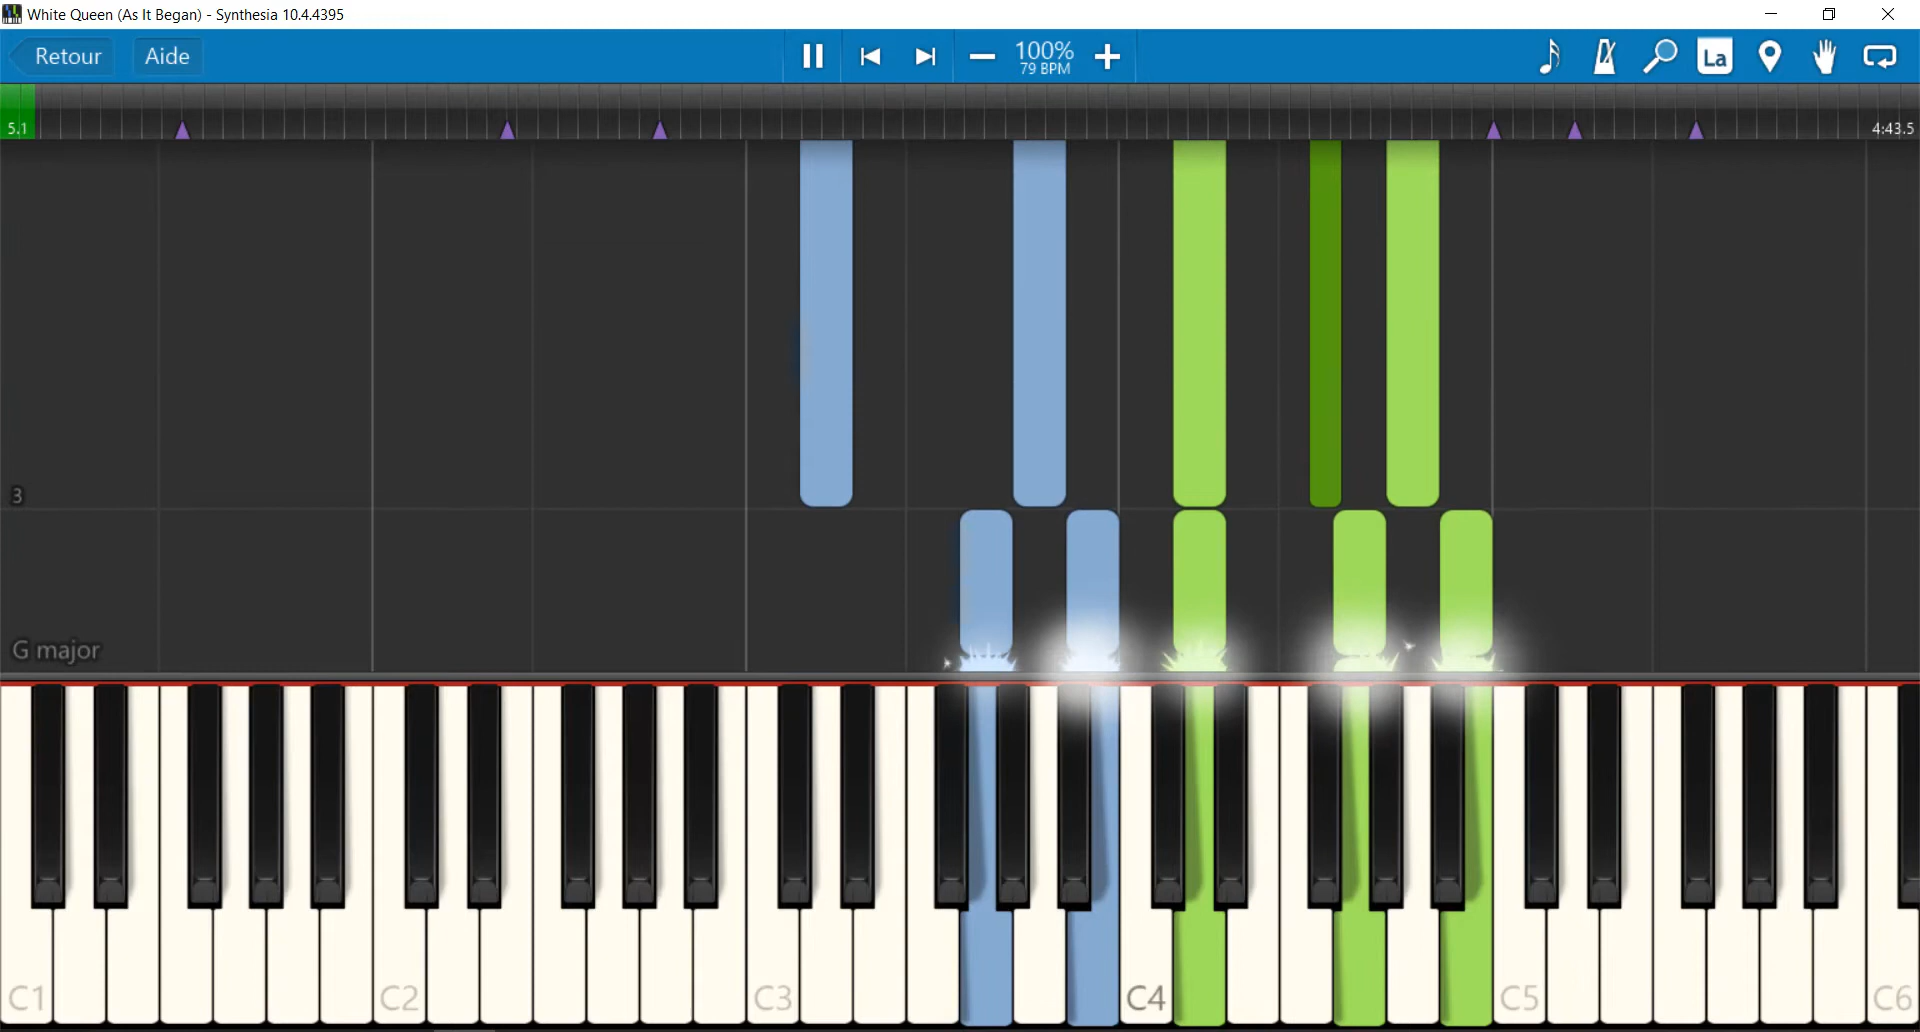 White Queen (As It Began) - Synthesia 10.4.4395
Retour
Aide
100%
79 BPM
La
5.1
4:43.5
3
G major
C1
C2
C3
C4
C5
C6